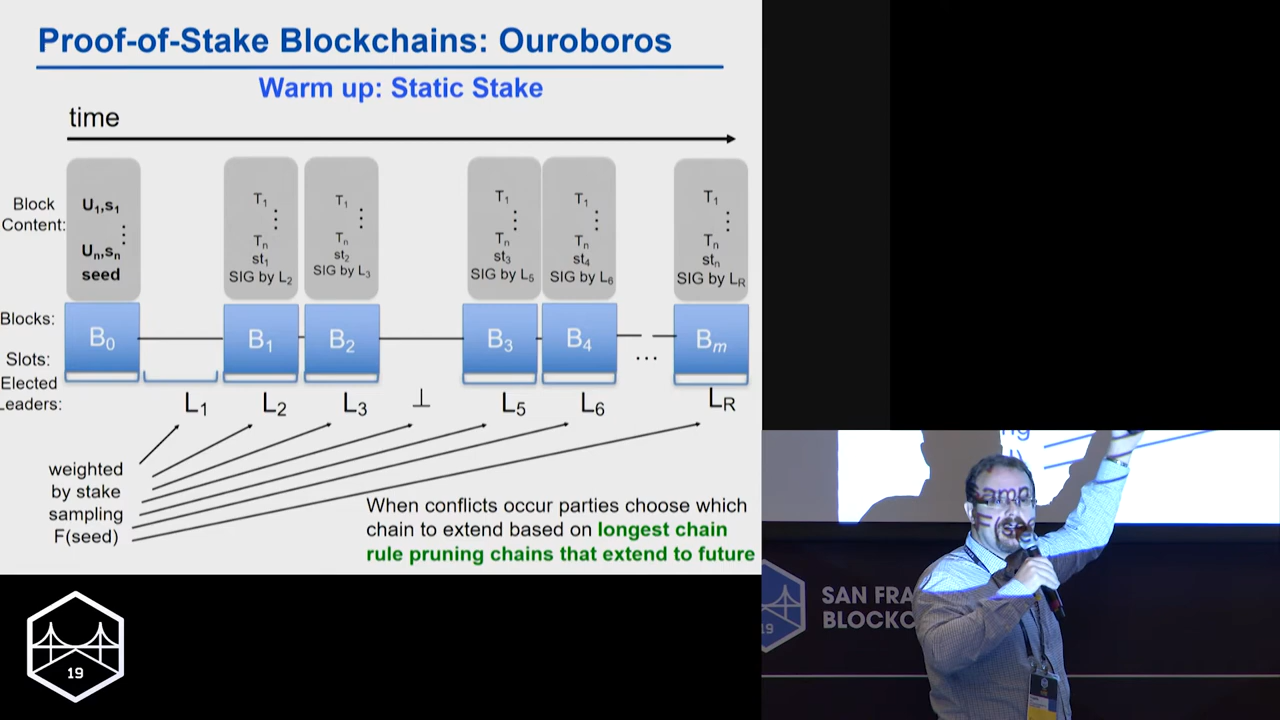 Proof-of-Stake Blockchains: Ouroboros
Warm up: Static Stake
time
Block
Content:
U1,s1
⋮
Un,sn
seed
T1
⋮
Tn
st1
SIG by L2
T1
⋮
Tn
st2
SIG by L3
T1
⋮
Tn
st3
SIG by L5
T1
⋮
Tn
st4
SIG by L6
T1
⋮
Tn
stn
SIG by LR
Blocks:
B0
B1
B2
B3
B4
...
Bm
Slots:
Elected
Leaders:
L1
L2
L3
⊥
L5
L6
LR
weighted
by stake
sampling
F(seed)
When conflicts occur parties choose which
chain to extend based on longest chain
rule pruning chains that extend to future
19
SAN FRA
BLOCKC
19
amp